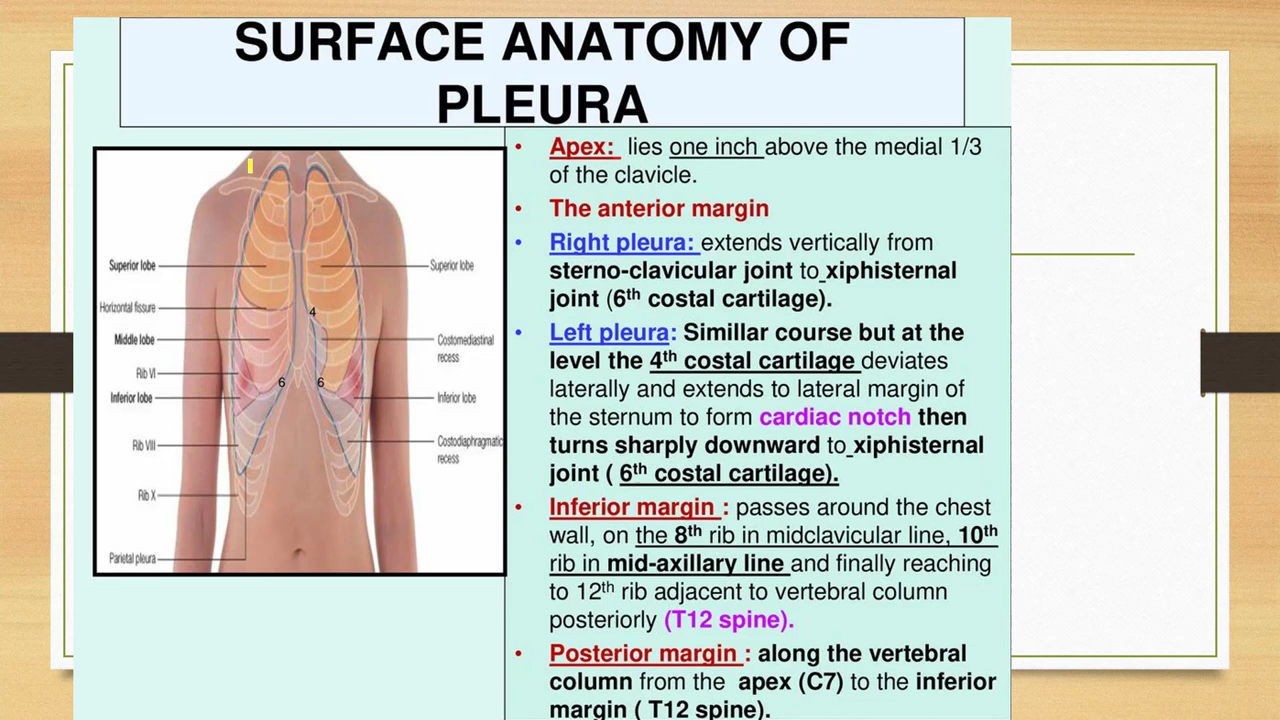 SURFACE ANATOMY OF
PLEURA
Superior lobe
Horizontal fissure
Middle lobe
Rib VI
Inferior lobe
Rib VIII
Rib X
Parietal pleura
4
6
6
Superior lobe
Costomediastinal
recess
Inferior lobe
Costodiaphragmatic
recess
• Apex: lies one inch above the medial 1/3
of the clavicle.
• The anterior margin
• Right pleura: extends vertically from
sterno-clavicular joint to xiphisternal
joint (6th costal cartilage).
• Left pleura: Simillar course but at the
level the 4th costal cartilage deviates
laterally and extends to lateral margin of
the sternum to form cardiac notch then
turns sharply downward to xiphisternal
joint ( 6th costal cartilage).
• Inferior margin : passes around the chest
wall, on the 8th rib in midclavicular line, 10th
rib in mid-axillary line and finally reaching
to 12th rib adjacent to vertebral column
posteriorly (T12 spine).
• Posterior margin : along the vertebral
column from the apex (C7) to the inferior
margin ( T12 spine).